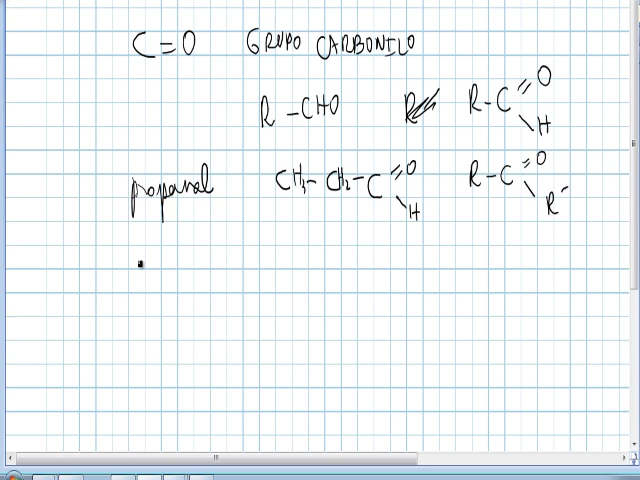 C=O GRUPO CARBONILO
R-CHO R R-C=O-H
propanal CH3-CH2-C=O-H R-C=O-R'